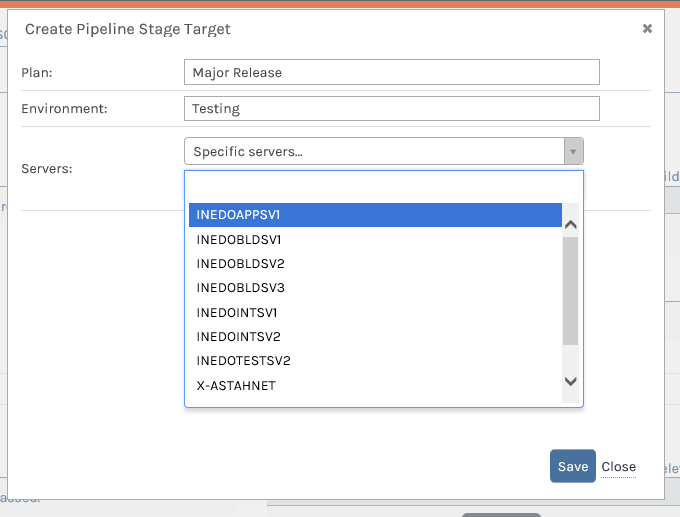 Create Pipeline Stage Target
Plan: Major Release
Environment: Testing
Servers: Specific servers...
INEDOAPPSV1
INEDOBLDSV1
INEDOBLDSV2
INEDOBLDSV3
INEDOINTSV1
INEDOINTSV2
INEDOTESTSV2
X-ASTAHNET
Save Close